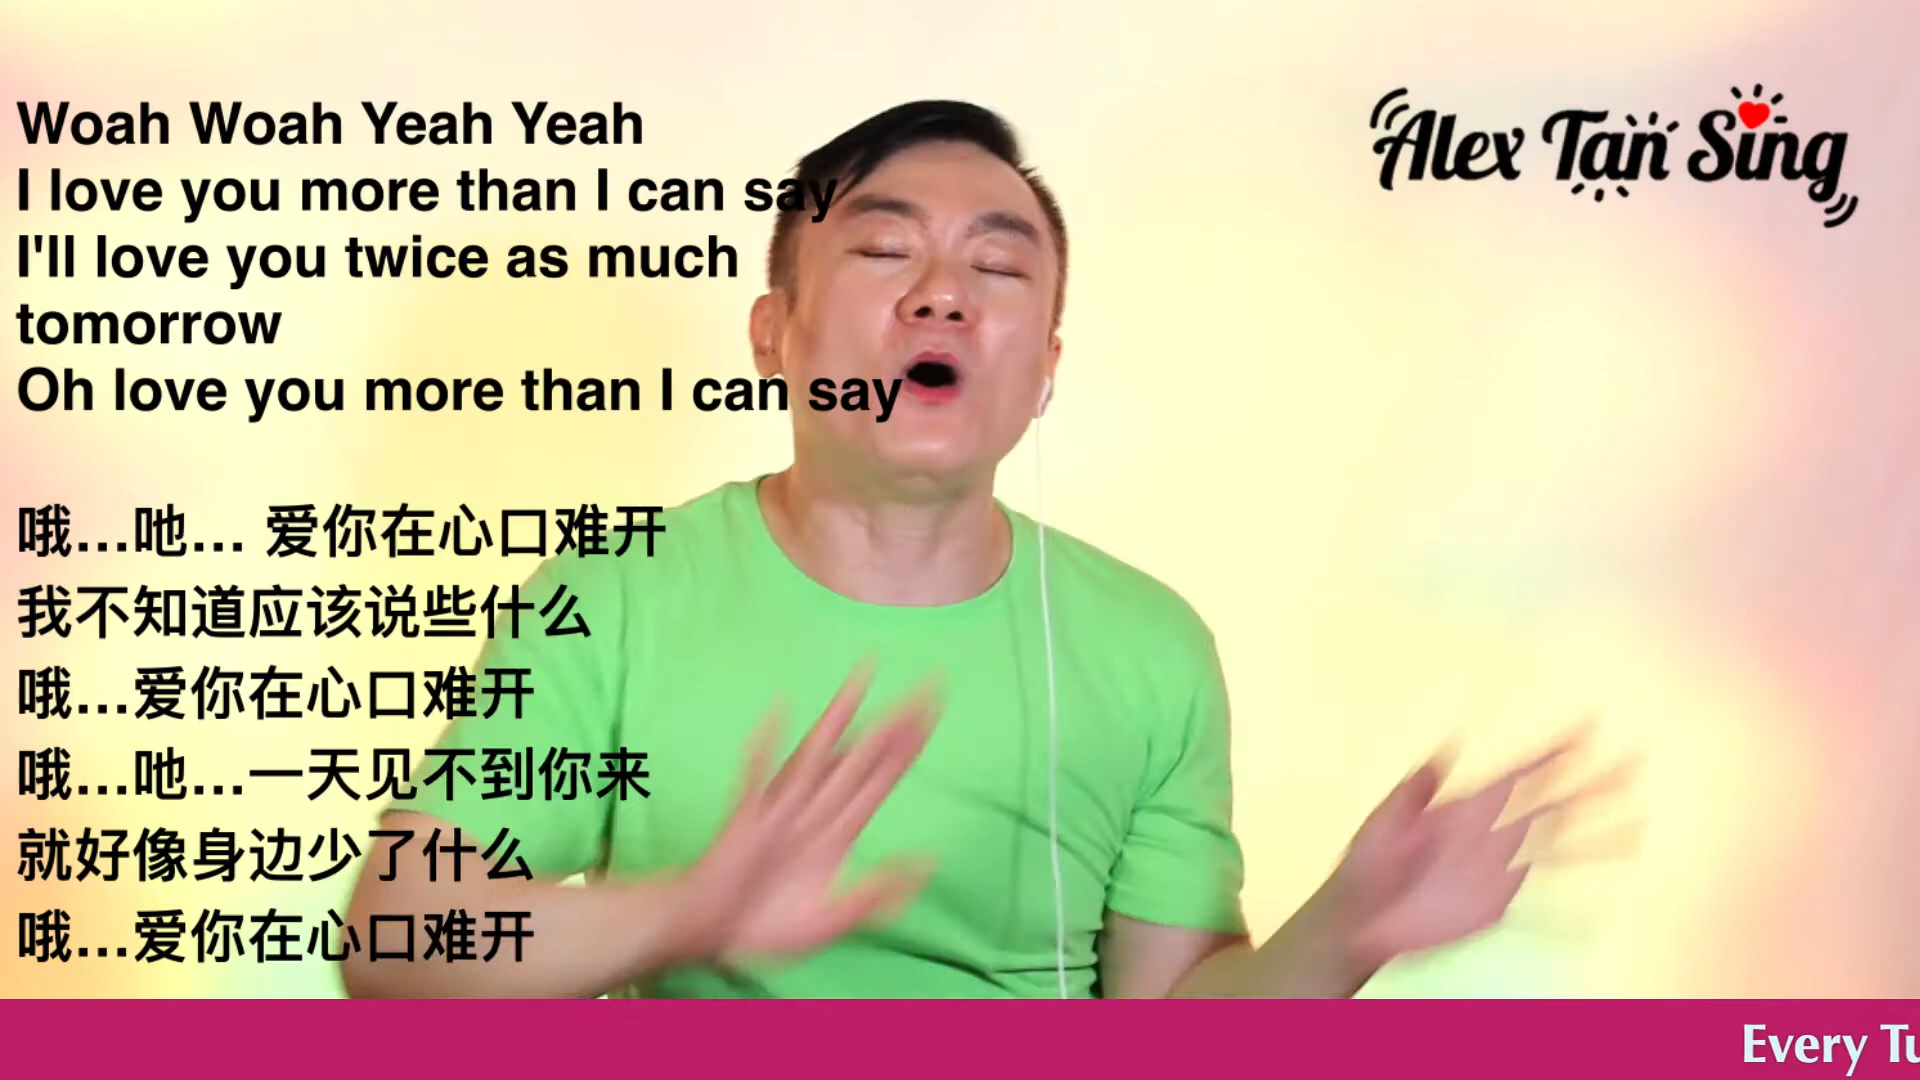 Woah Woah Yeah Yeah
I love you more than I can say
I'll love you twice as much
tomorrow
Oh love you more than I can say
哦...吔... 爱你在心口难开
我不知道应该说些什么
哦...爱你在心口难开
哦...吔...一天见不到你来
就好像身边少了什么
哦...爱你在心口难开
Alex Tan Sing
Every